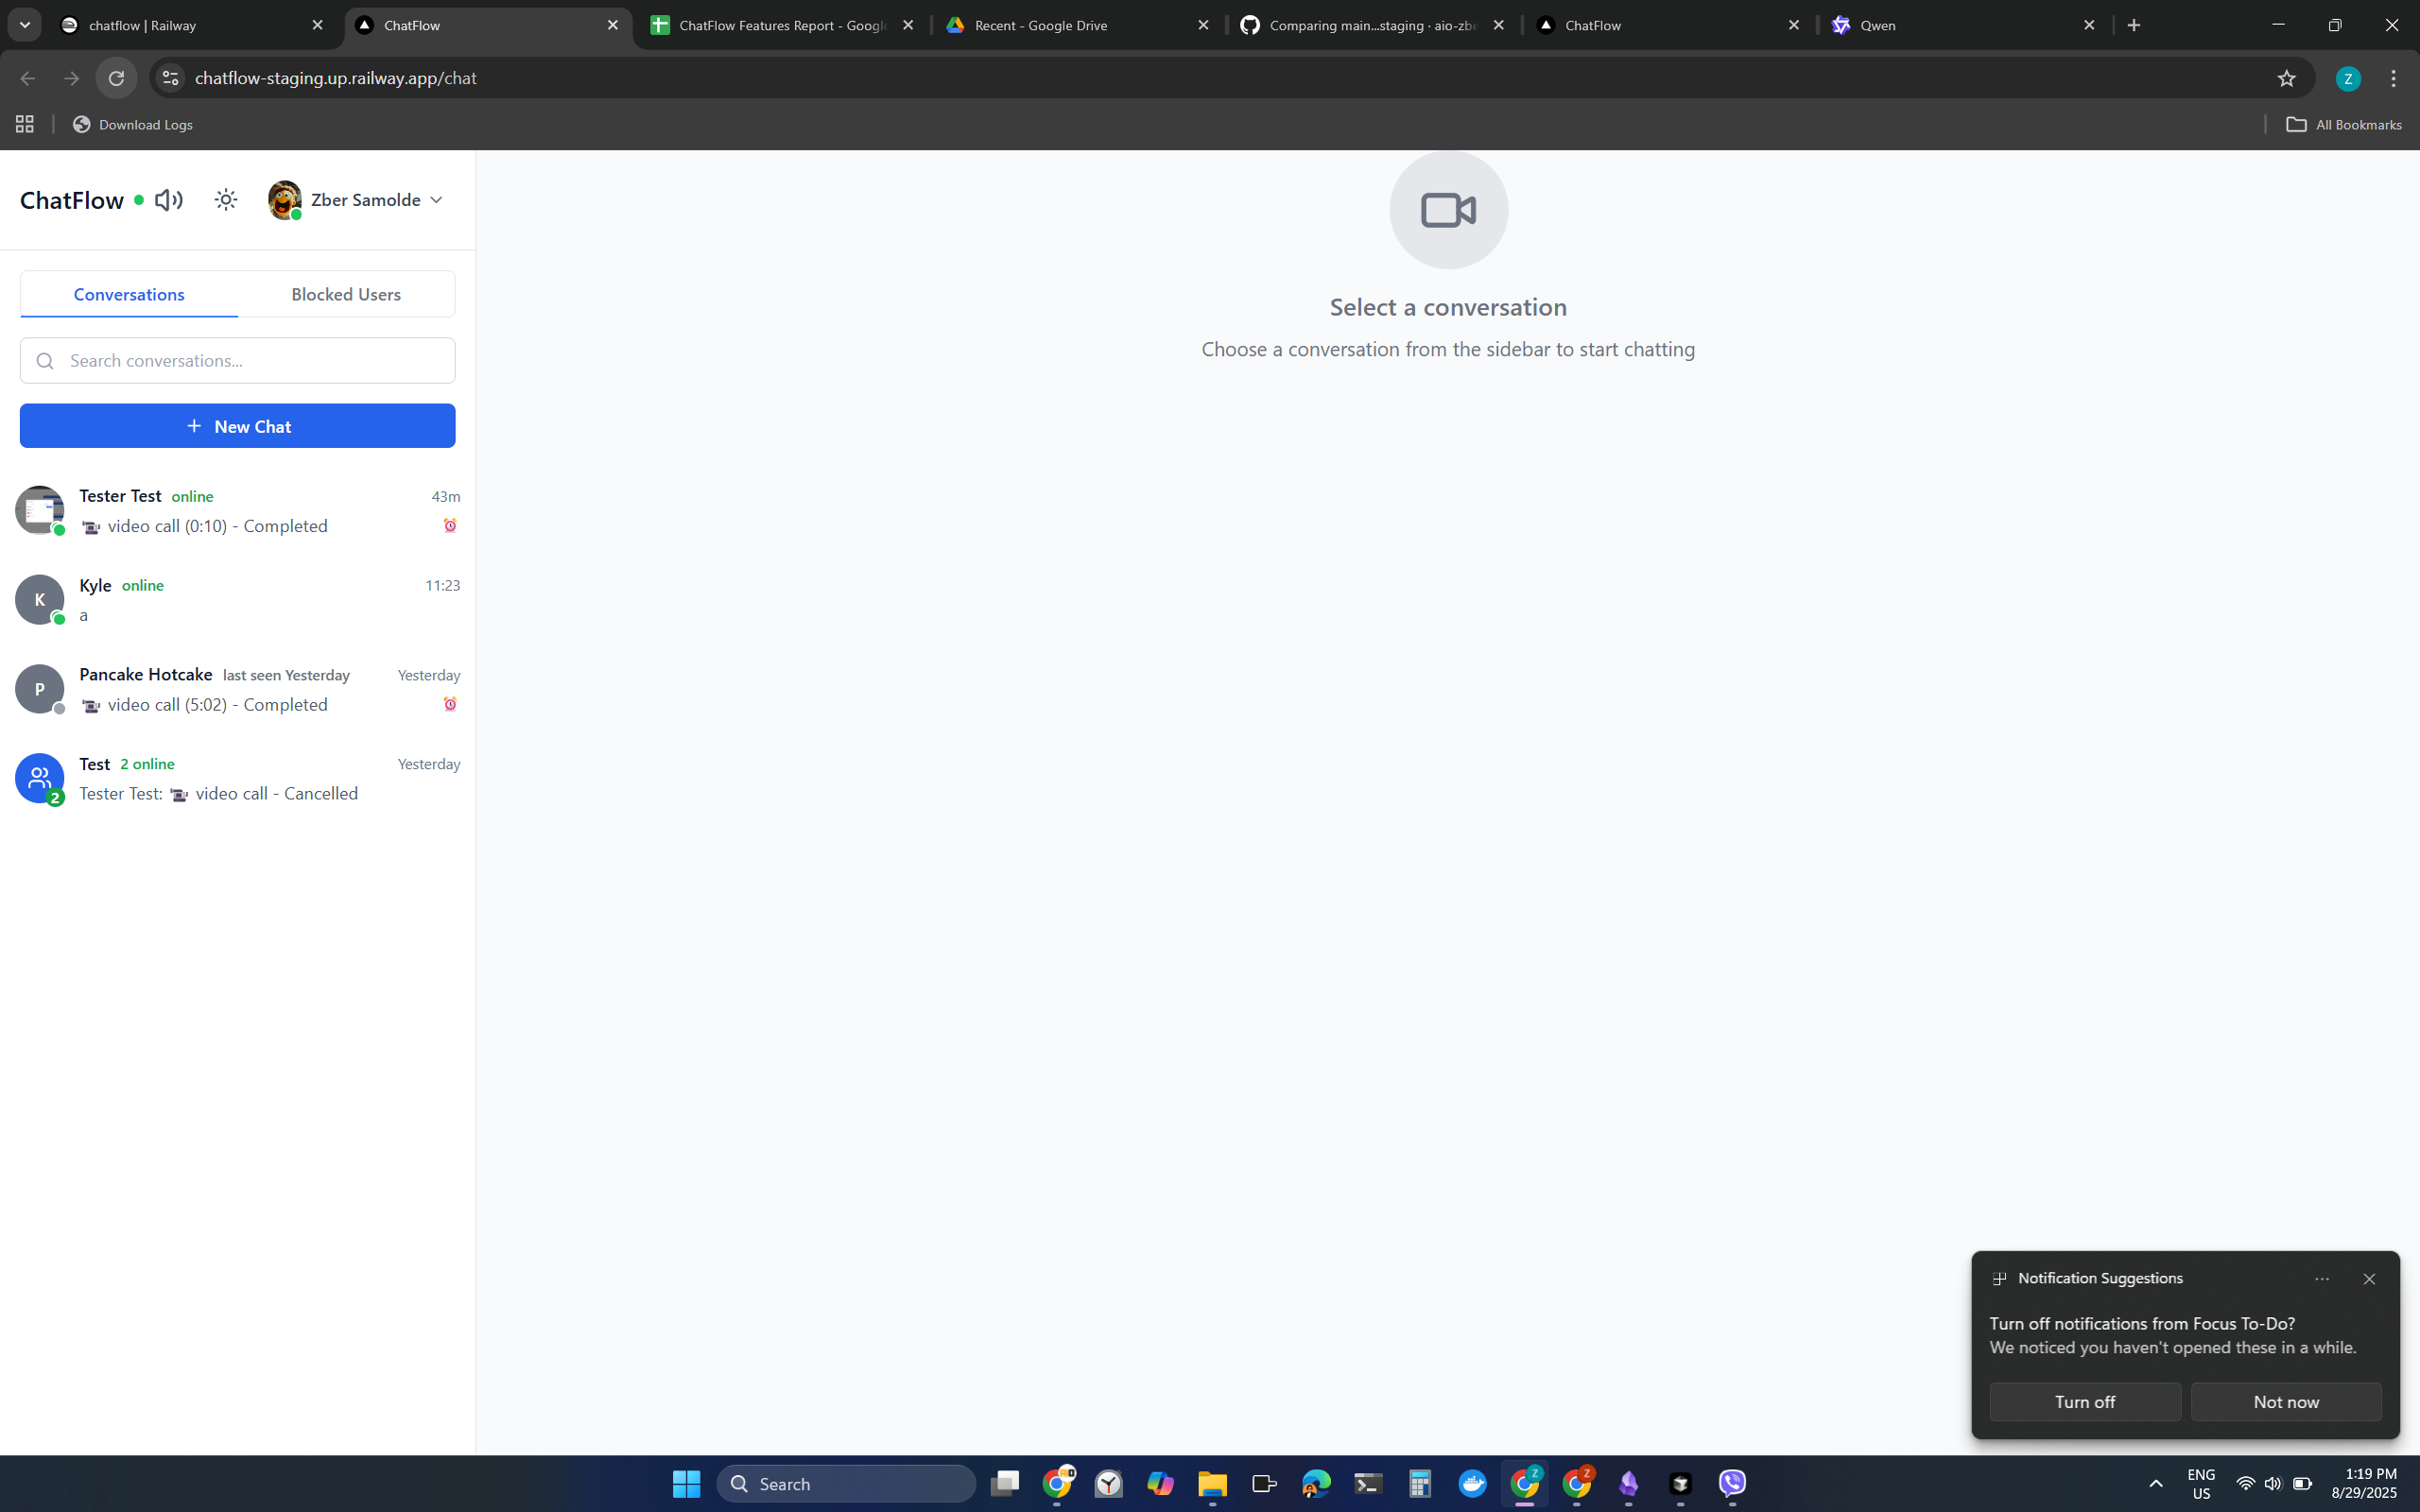 chatflow | Railway
ChatFlow
ChatFlow Features Report - Google
Recent - Google Drive
Comparing main...staging · aio-zbe
ChatFlow
Qwen
chatflow-staging.up.railway.app/chat
Z
Download Logs
All Bookmarks
ChatFlow
Zber Samolde
Conversations
Blocked Users
Search conversations...
+ New Chat
Tester Test online 43m
video call (0:10) - Completed
K
Kyle online 11:23
a
P
Pancake Hotcake last seen Yesterday Yesterday
video call (5:02) - Completed
2
Test 2 online Yesterday
Tester Test: video call - Cancelled
Select a conversation
Choose a conversation from the sidebar to start chatting
Notification Suggestions
Turn off notifications from Focus To-Do?
We noticed you haven't opened these in a while.
Turn off
Not now
Search
Z
Z
ENG
US
1:19 PM
8/29/2025